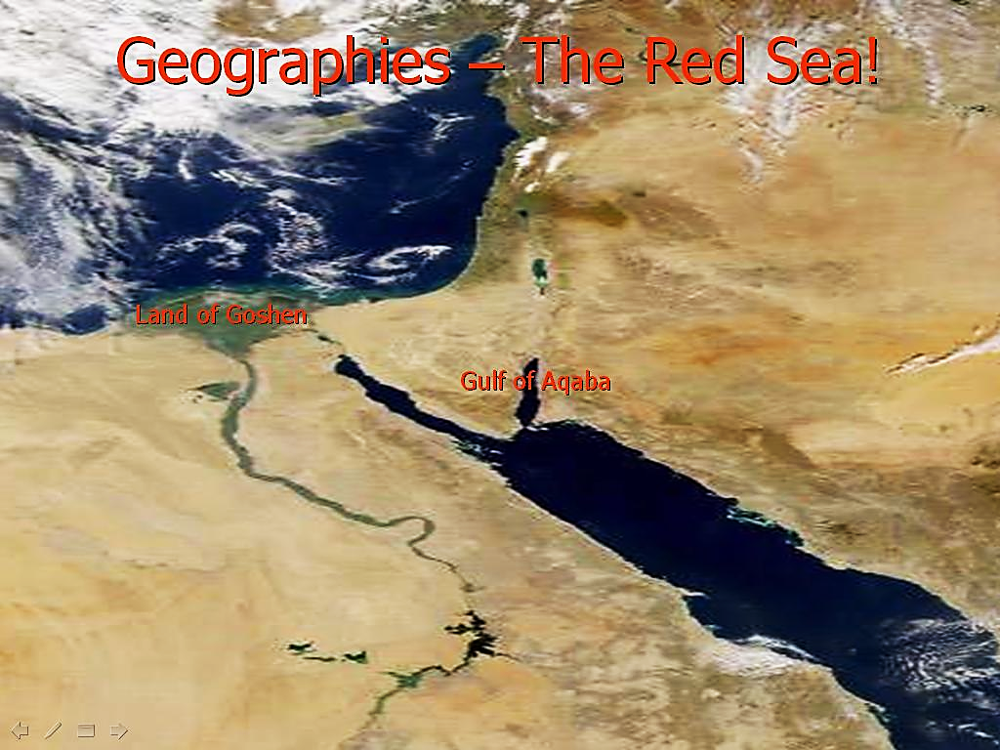 Geographies – The Red Sea!
Land of Goshen
Gulf of Aqaba